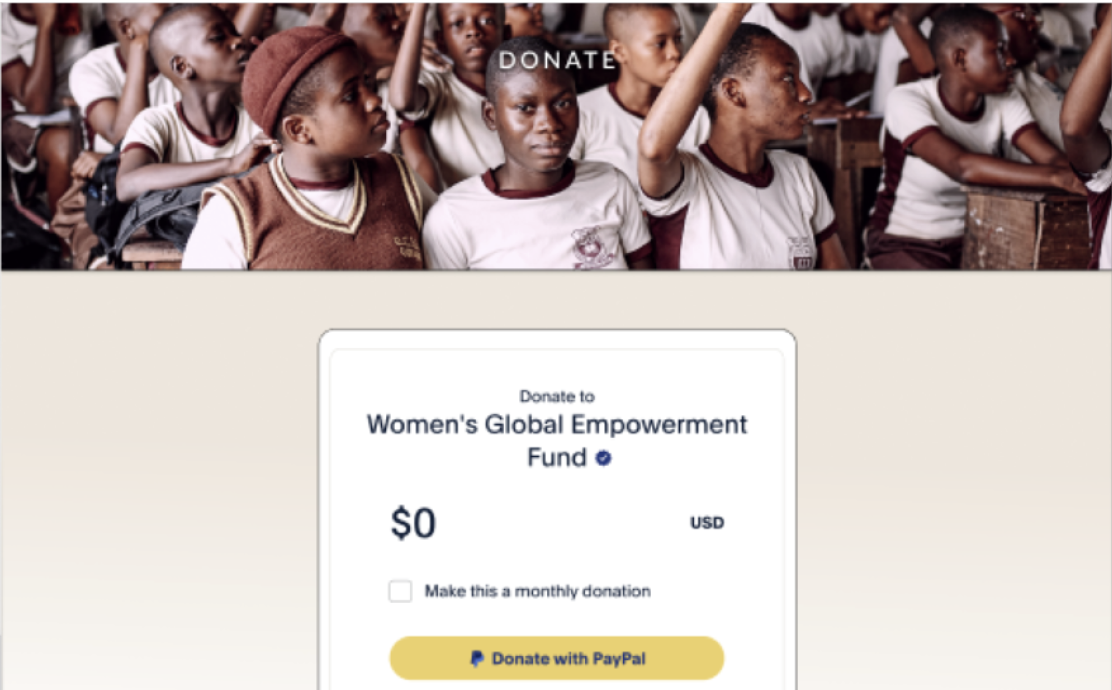 DONATE
Donate to
Women's Global Empowerment
Fund
$0
USD
Make this a monthly donation
Donate with PayPal